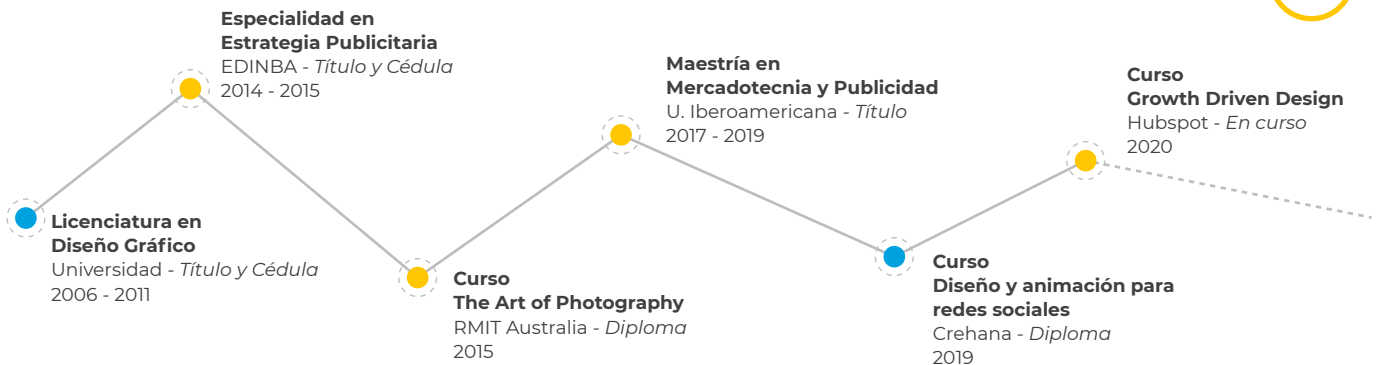 Licenciatura en
Diseño Gráfico
Universidad - Título y Cédula
2006 - 2011
Especialidad en
Estrategia Publicitaria
EDINBA - Título y Cédula
2014 - 2015
Curso
The Art of Photography
RMIT Australia - Diploma
2015
Maestría en
Mercadotecnia y Publicidad
U. Iberoamericana - Título
2017 - 2019
Curso
Diseño y animación para
redes sociales
Crehana - Diploma
2019
Curso
Growth Driven Design
Hubspot - En curso
2020